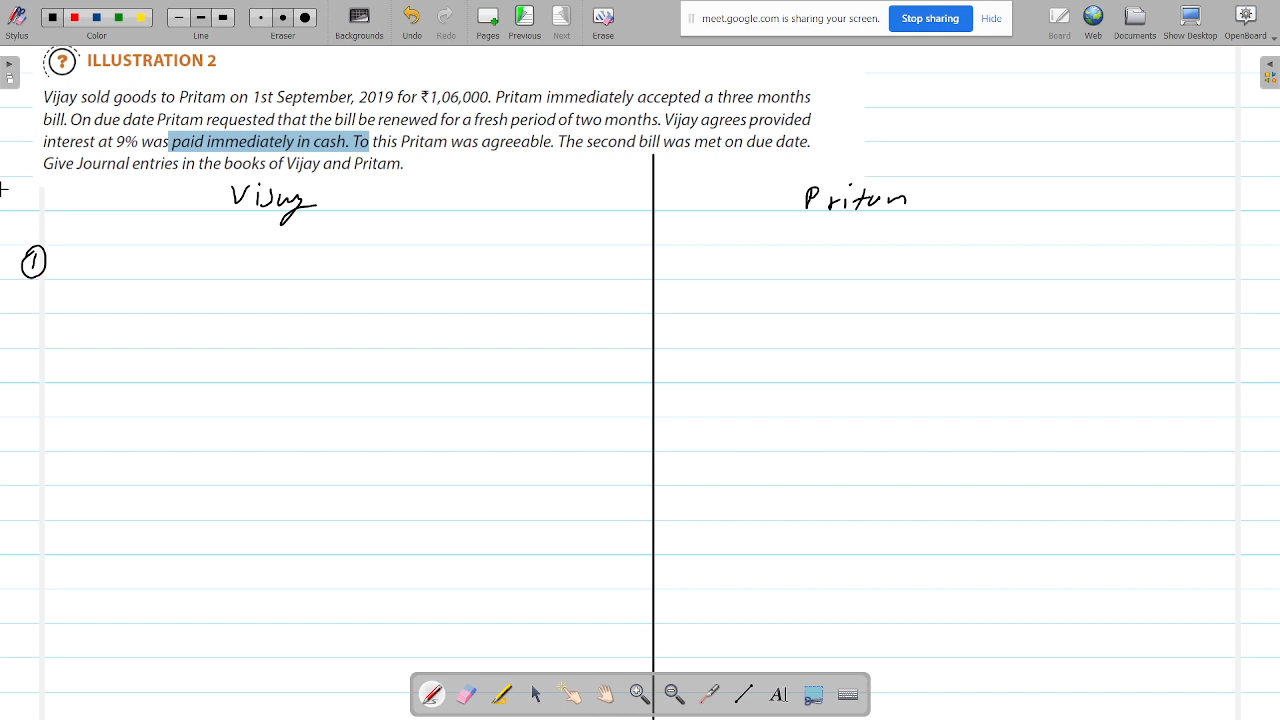 Stylus
Color
Line
Eraser
Backgrounds
Undo
Redo
Pages
Previous
Next
Erase
meet.google.com is sharing your screen.
Stop sharing
Hide
Board
Web
Documents
Show Desktop
OpenBoard
? ILLUSTRATION 2
Vijay sold goods to Pritam on 1st September, 2019 for ₹1,06,000. Pritam immediately accepted a three months
bill. On due date Pritam requested that the bill be renewed for a fresh period of two months. Vijay agrees provided
interest at 9% was paid immediately in cash. To this Pritam was agreeable. The second bill was met on due date.
Give Journal entries in the books of Vijay and Pritam.
Vijay
Pritam
1
AI